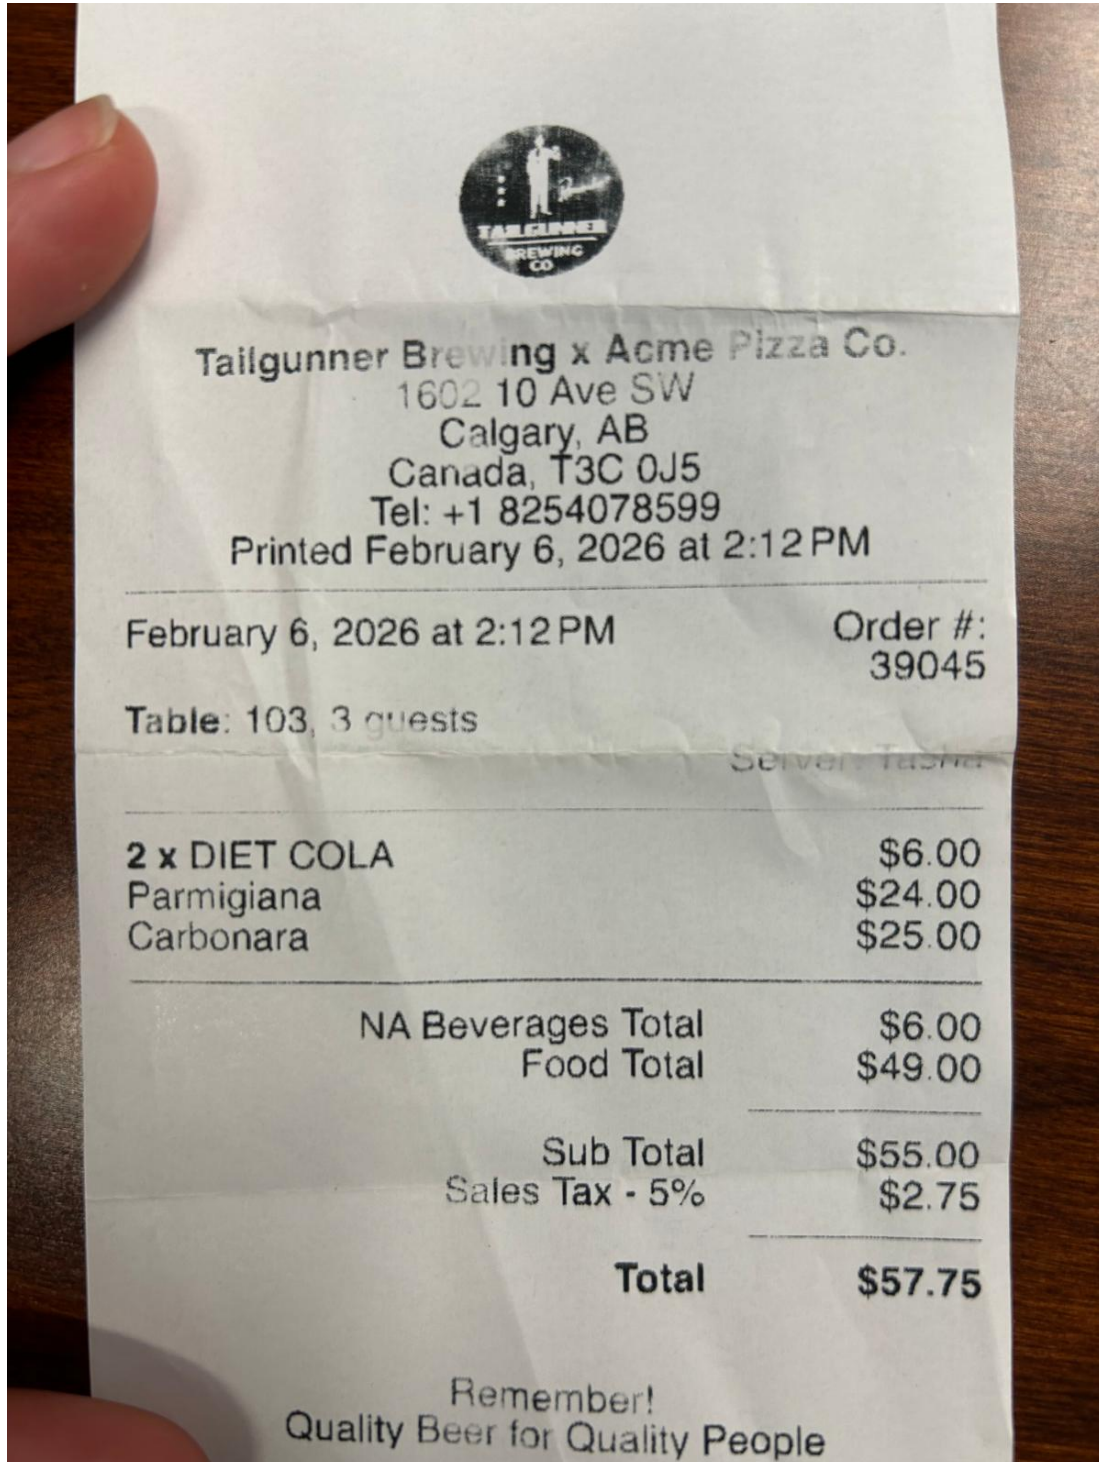 TAILGUNNER
BREWING
CO
Tailgunner Brewing x Acme Pizza Co.
1602 10 Ave SW
Calgary, AB
Canada, T3C 0J5
Tel: +1 8254078599
Printed February 6, 2026 at 2:12 PM
February 6, 2026 at 2:12 PM Order #:
39045
Table: 103, 3 guests
Server: Tasha
2 x DIET COLA $6.00
Parmigiana $24.00
Carbonara $25.00
NA Beverages Total $6.00
Food Total $49.00
Sub Total $55.00
Sales Tax - 5% $2.75
Total $57.75
Remember!
Quality Beer for Quality People